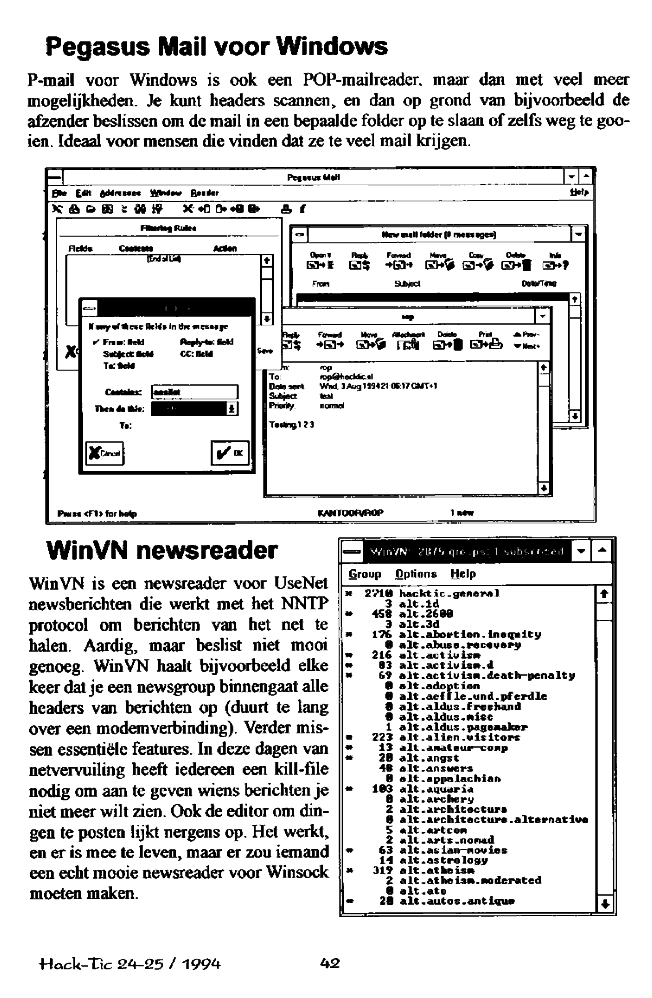 Pegasus Mail voor Windows
P-mail voor Windows is ook een POP-mailreader, maar dan met veel meer
mogelijkheden. Je kunt headers scannen, en dan op grond van bijvoorbeeld de
afzender beslissen om de mail in een bepaalde folder op te slaan of zelfs weg te goo-
ien. Ideaal voor mensen die vinden dat ze te veel mail krijgen.
Pegasus Mail
File Edit Addresses Window Reader Help
Filtering Rules
Fields Contents Action
(End of List)
New mail folder (0 messages)
Open Reply Forward Move Copy Delete Info
From Subject Date/Time
If any of these fields in the message
✓ From: field Reply-to: field
Subject: field CC: field
To: field
Contains:
Then do this:
To:
Cancel OK
Save
rop
Reply Forward Move Attachment Delete Print Prev
Next
To: rop@hacktic.nl
Date sent: Wed, 3 Aug 1994 21:06:17 GMT+1
Subject: test
Priority: normal
Testing, 1 2 3
Press <F1> for help KANTOOR/ROP 1 new
WinVN newsreader
WinVN is een newsreader voor UseNet
newsberichten die werkt met het NNTP
protocol om berichten van het net te
halen. Aardig, maar beslist niet mooi
genoeg. WinVN haalt bijvoorbeeld elke
keer dat je een newsgroup binnengaat alle
headers van berichten op (duurt te lang
over een modemverbinding). Verder mis-
sen essentiële features. In deze dagen van
netvervuiling heeft iedereen een kill-file
nodig om aan te geven wiens berichten je
niet meer wilt zien. Ook de editor om din-
gen te posten lijkt nergens op. Het werkt,
en er is mee te leven, maar er zou iemand
een echt mooie newsreader voor Winsock
moeten maken.
WinVN: 2875 groups; 1 subscribed
Group Options Help
2710 hacktic.general
3 alt.1d
458 alt.2600
3 alt.3d
176 alt.abortion.inequity
0 alt.abuse.recovery
216 alt.activism
83 alt.activism.d
69 alt.activism.death-penalty
0 alt.adoption
0 alt.aeffle.und.pferdle
0 alt.aldus.freehand
0 alt.aldus.misc
1 alt.aldus.pagemaker
223 alt.alien.visitors
13 alt.amateur-comp
20 alt.angst
40 alt.answers
0 alt.appalachian
103 alt.aquaria
0 alt.archery
2 alt.architecture
0 alt.architecture.alternative
5 alt.artcom
2 alt.arts.nomad
63 alt.asian-movies
14 alt.astrology
319 alt.atheism
2 alt.atheism.moderated
0 alt.ato
20 alt.autos.antique
Hack-Tic 24-25 / 1994 42